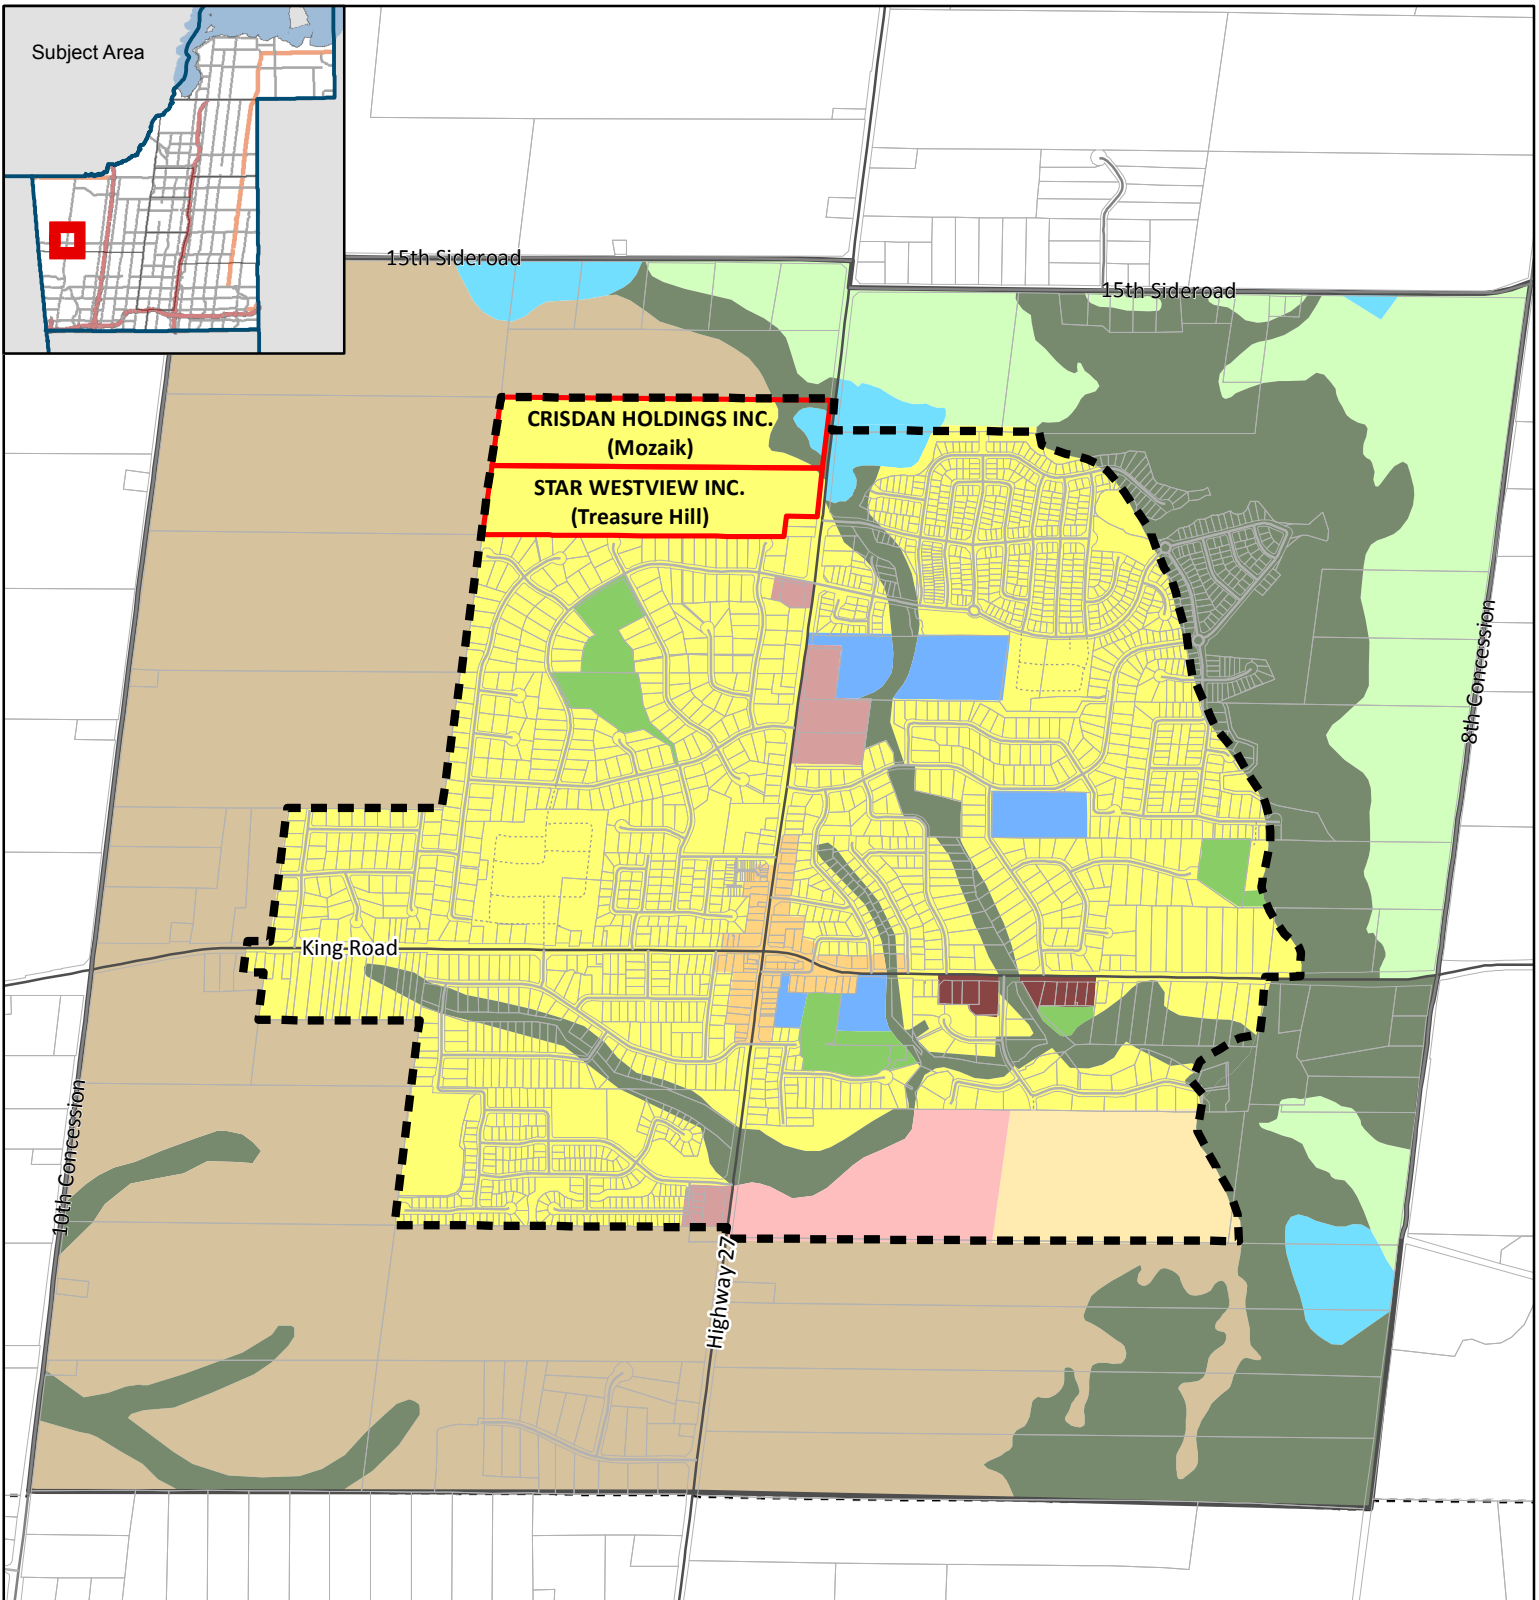 Subject Area
15th Sideroad
15th Sideroad
CRISDAN HOLDINGS INC.
(Mozaik)
STAR WESTVIEW INC.
(Treasure Hill)
8th Concession
King Road
10th Concession
Highway 27